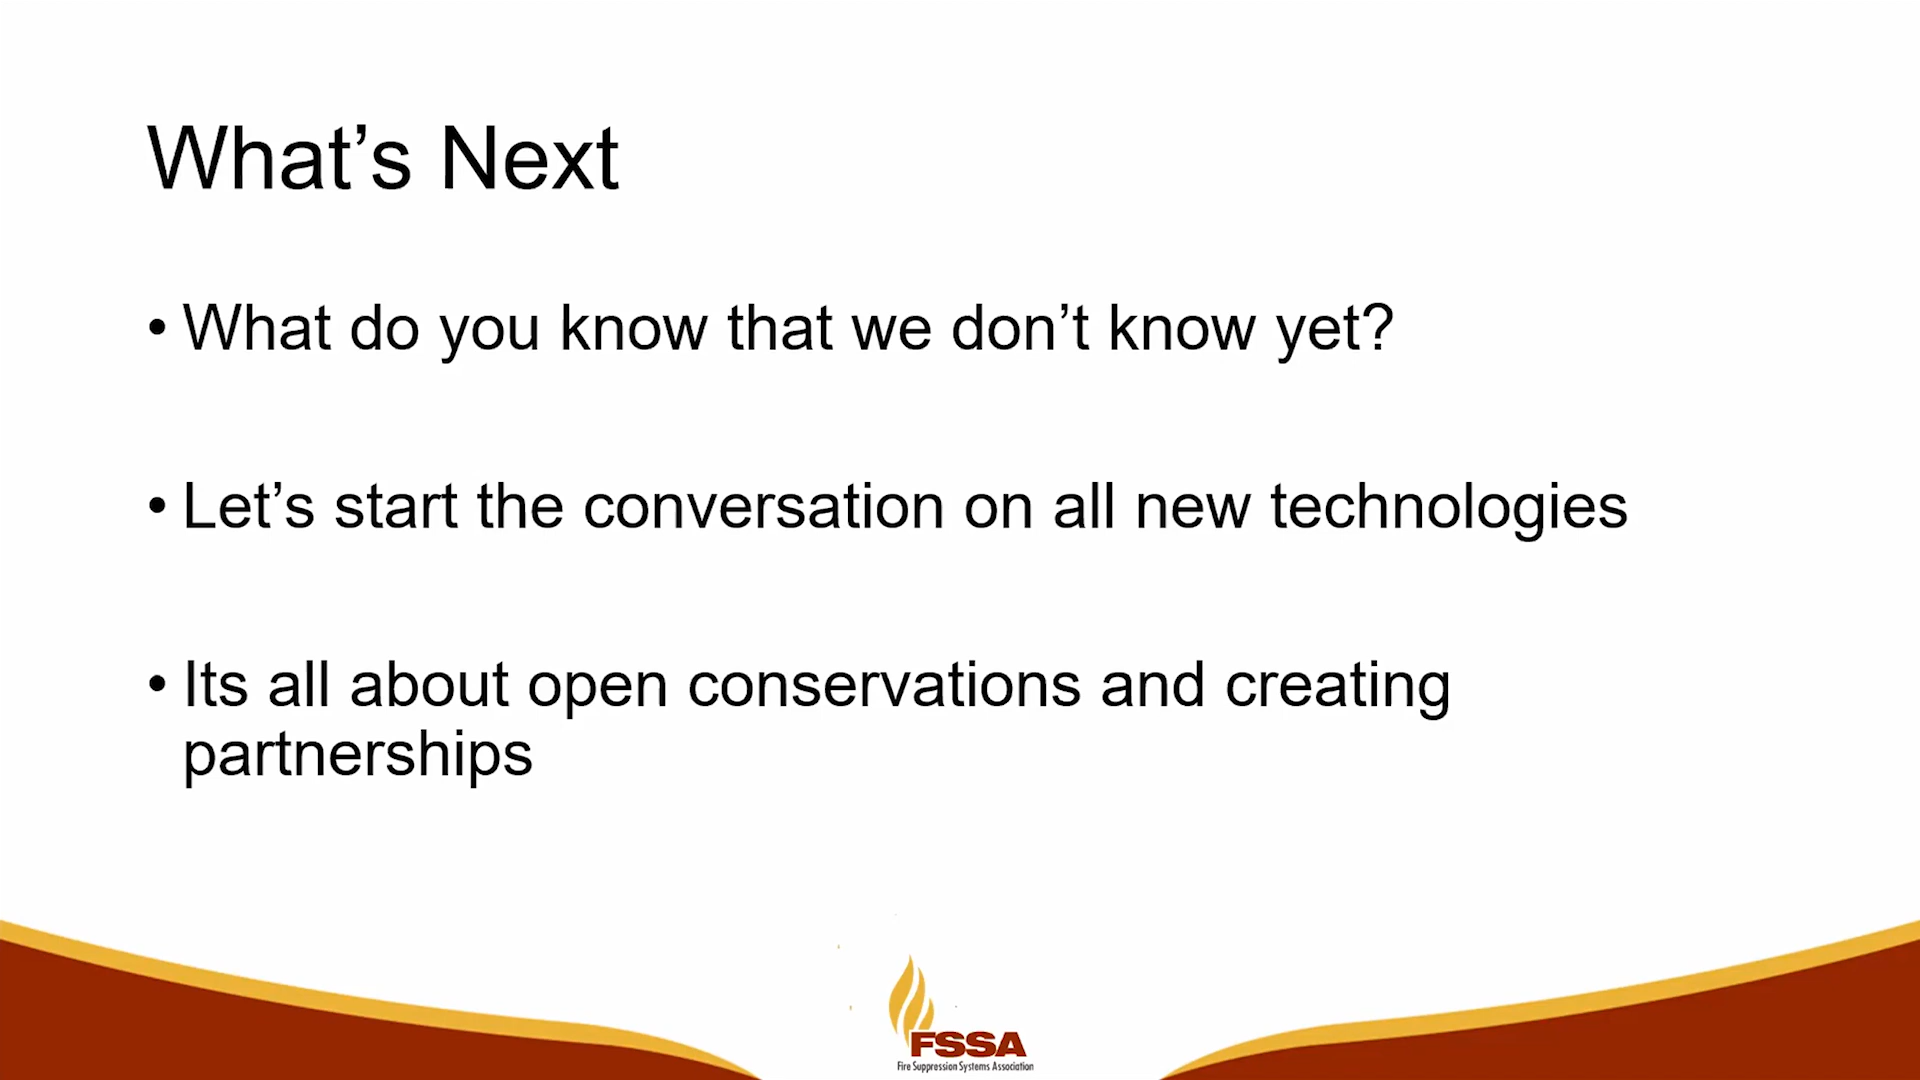 What’s Next
• What do you know that we don’t know yet?
• Let’s start the conversation on all new technologies
• Its all about open conservations and creating
partnerships
FSSA
Fire Suppression Systems Association